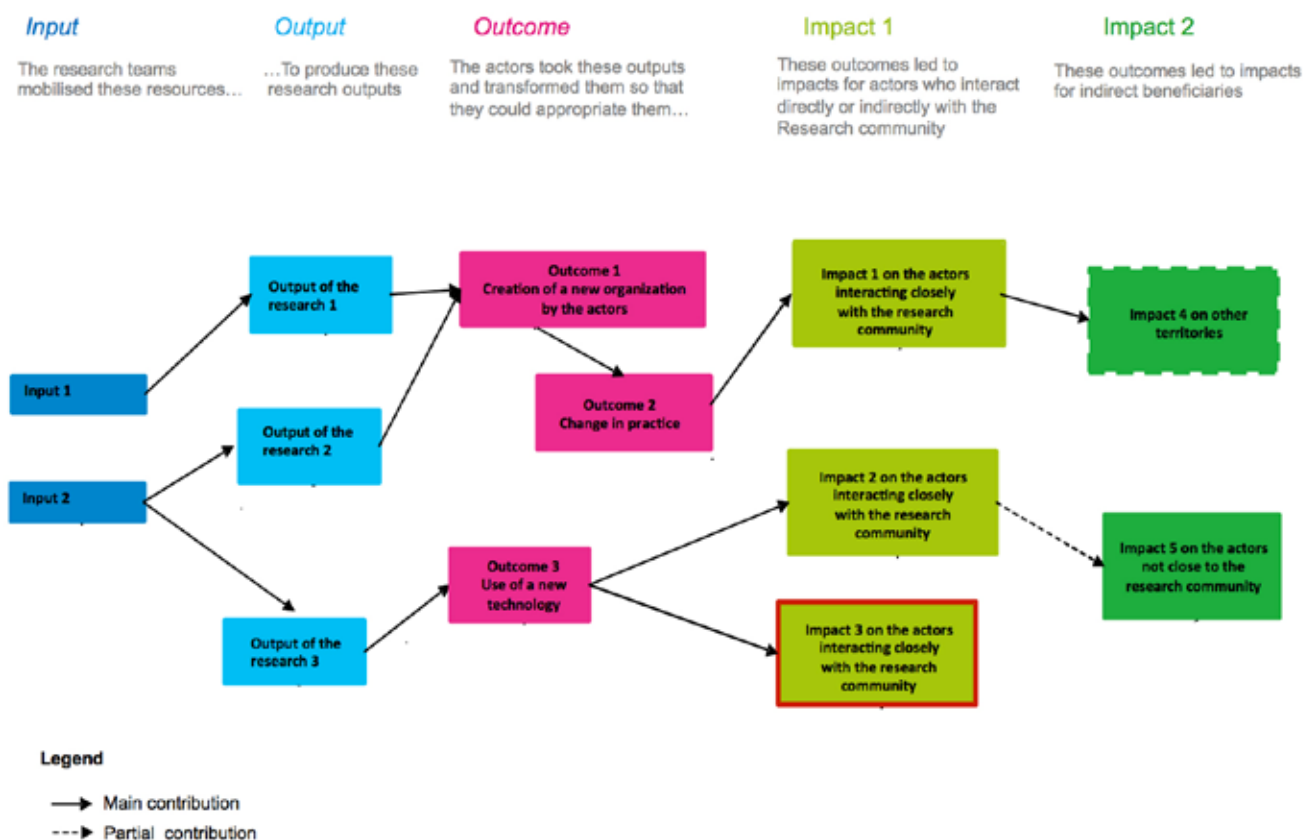 Input
The research teams
mobilised these resources…
Output
…To produce these
research outputs
Outcome
The actors took these outputs
and transformed them so that
they could appropriate them…
Impact 1
These outcomes led to
impacts for actors who interact
directly or indirectly with the
Research community
Impact 2
These outcomes led to impacts
for indirect beneficiaries
Input 1
Input 2
Output of the
research 1
Output of the
research 2
Output of the
research 3
Outcome 1
Creation of a new organization
by the actors
Outcome 2
Change in practice
Outcome 3
Use of a new
technology
Impact 1 on the actors
interacting closely
with the research
community
Impact 2 on the actors
interacting closely
with the research
community
Impact 3 on the actors
interacting closely
with the research
community
Impact 4 on other
territories
Impact 5 on the actors
not close to the
research community
Legend
Main contribution
Partial contribution